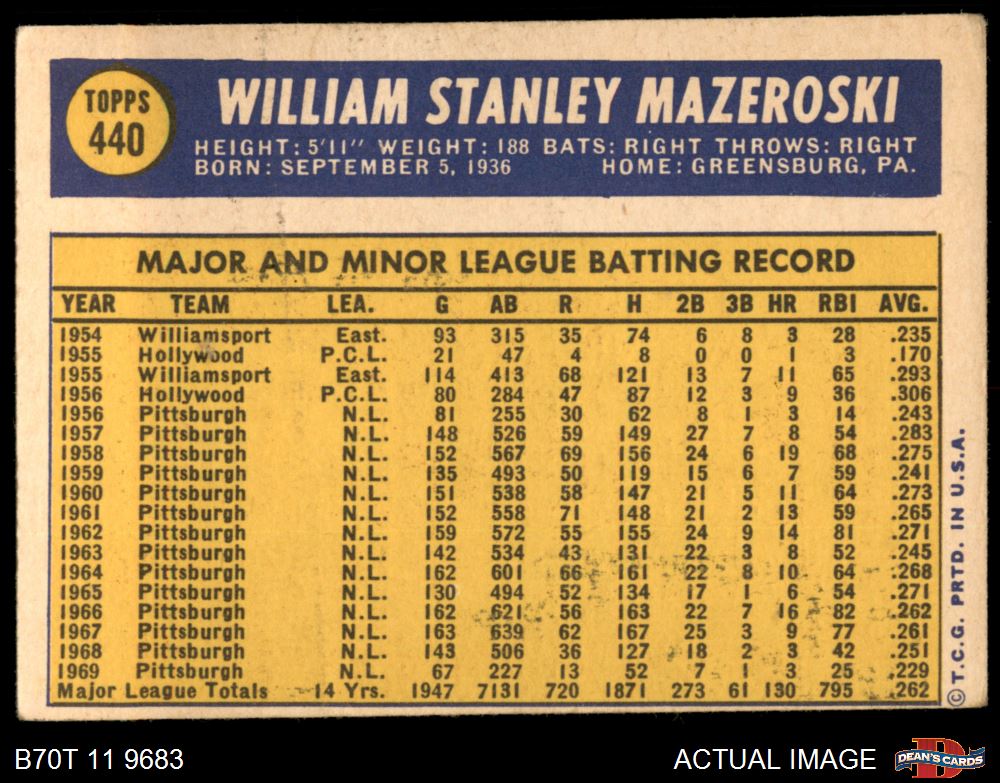 TOPPS
440
WILLIAM STANLEY MAZEROSKI
HEIGHT: 5'11" WEIGHT: 188 BATS: RIGHT THROWS: RIGHT
BORN: SEPTEMBER 5, 1936 HOME: GREENSBURG, PA.
MAJOR AND MINOR LEAGUE BATTING RECORD
YEAR TEAM LEA. G AB R H 2B 3B HR RBI AVG.
1954 Williamsport East. 93 315 35 74 6 8 3 28 .235
1955 Hollywood P.C.L. 21 47 4 8 0 0 1 3 .170
1955 Williamsport East. 114 413 68 121 13 7 11 65 .293
1956 Hollywood P.C.L. 80 284 47 87 12 3 9 36 .306
1956 Pittsburgh N.L. 81 255 30 62 8 1 3 14 .243
1957 Pittsburgh N.L. 148 526 59 149 27 7 8 54 .283
1958 Pittsburgh N.L. 152 567 69 156 24 6 19 68 .275
1959 Pittsburgh N.L. 135 493 50 119 15 6 7 59 .241
1960 Pittsburgh N.L. 151 538 58 147 21 5 11 64 .273
1961 Pittsburgh N.L. 152 558 71 148 21 2 13 59 .265
1962 Pittsburgh N.L. 159 572 55 155 24 9 14 81 .271
1963 Pittsburgh N.L. 142 534 43 131 22 3 8 52 .245
1964 Pittsburgh N.L. 162 601 66 161 22 8 10 64 .268
1965 Pittsburgh N.L. 130 494 52 134 17 1 6 54 .271
1966 Pittsburgh N.L. 162 621 56 163 22 7 16 82 .262
1967 Pittsburgh N.L. 163 639 62 167 25 3 9 77 .261
1968 Pittsburgh N.L. 143 506 36 127 18 2 3 42 .251
1969 Pittsburgh N.L. 67 227 13 52 7 1 3 25 .229
Major League Totals 14 Yrs. 1947 7131 720 1871 273 61 130 795 .262
© T.C.G. PRTD. IN U.S.A.
B70T 11 9683
ACTUAL IMAGE
D
DEAN'S CARDS